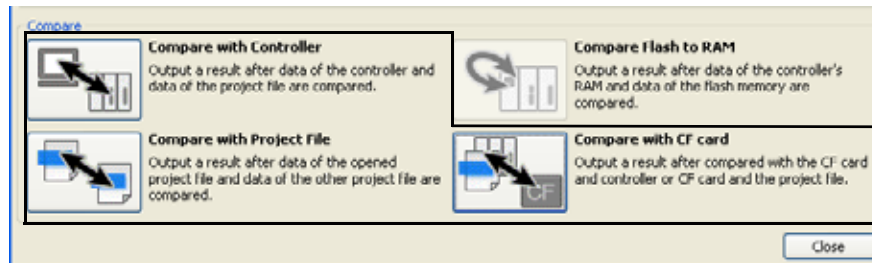 Compare
Compare with Controller
Output a result after data of the controller and
data of the project file are compared.
Compare Flash to RAM
Output a result after data of the controller's
RAM and data of the flash memory are
compared.
Compare with Project File
Output a result after data of the opened
project file and data of the other project file are
compared.
CF
Compare with CF card
Output a result after compared with the CF card
and controller or CF card and the project file.
Close